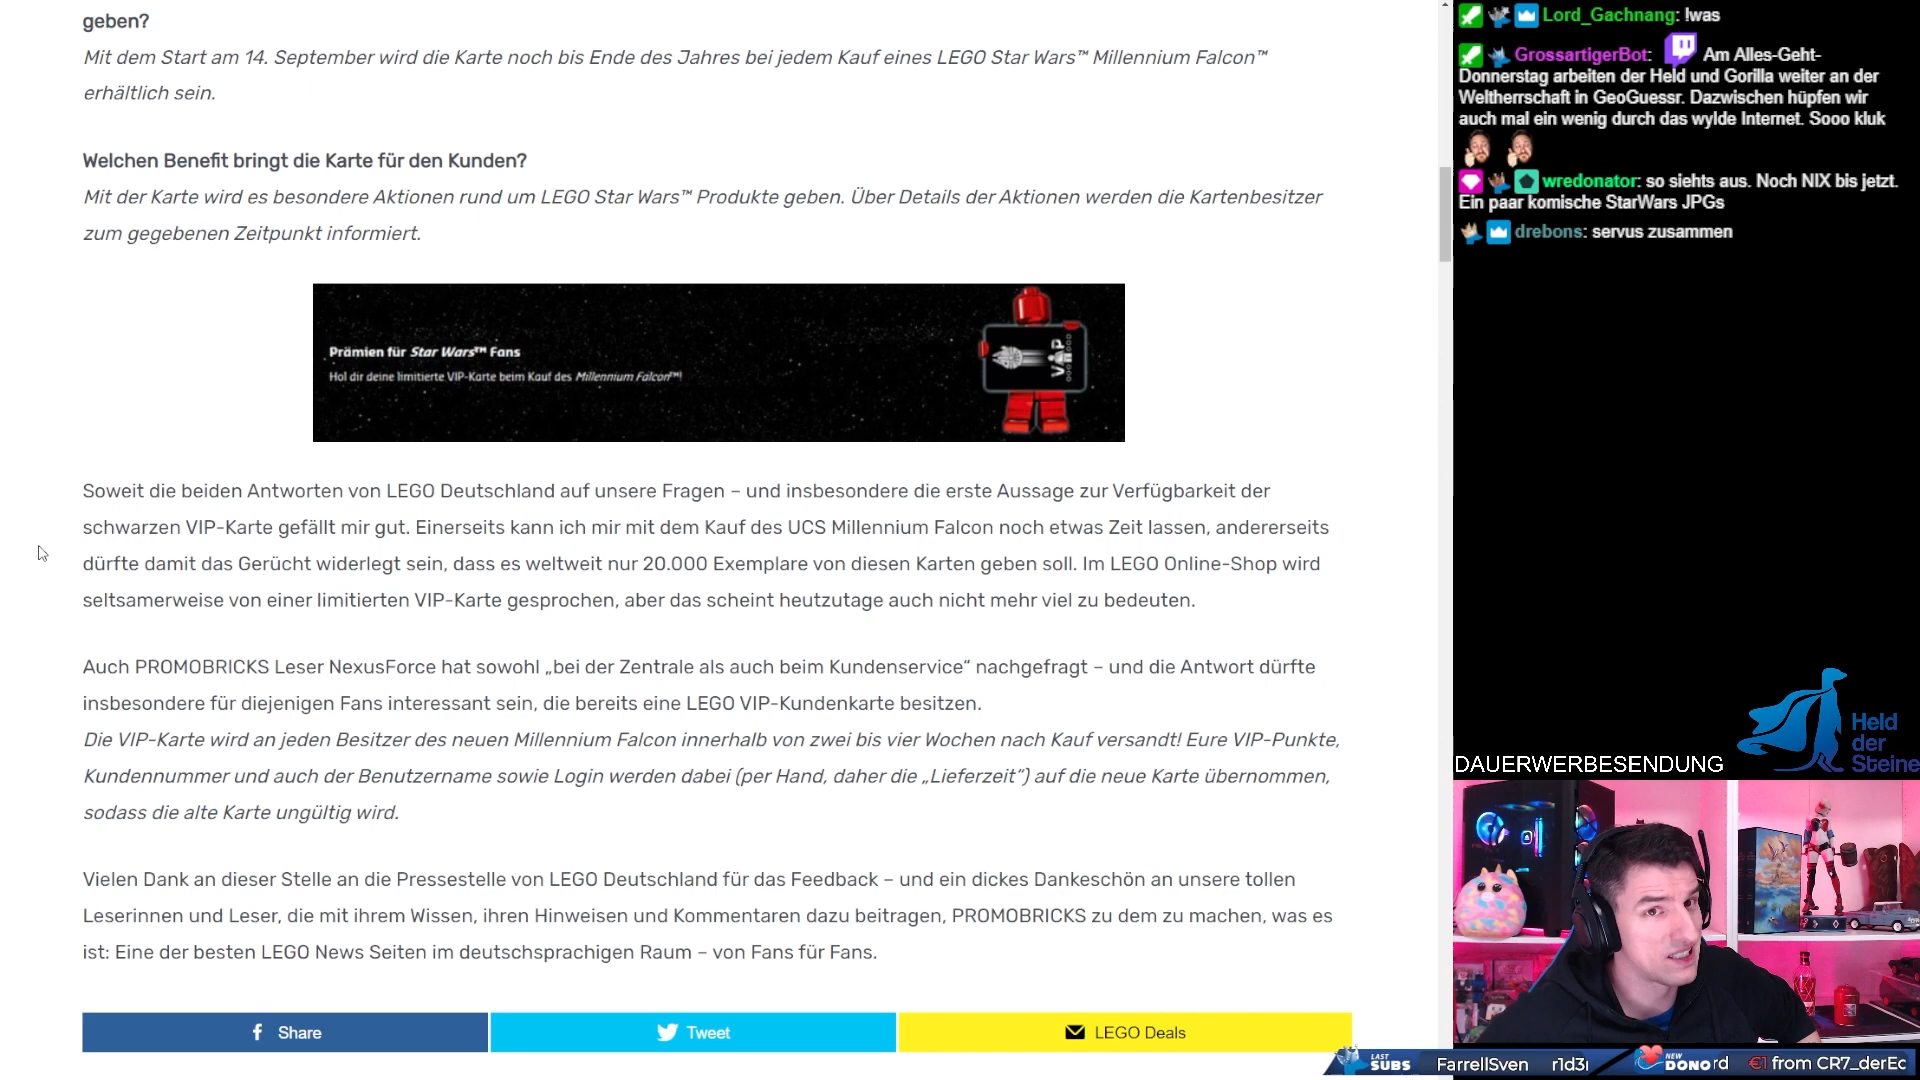 geben?
Mit dem Start am 14. September wird die Karte noch bis Ende des Jahres bei jedem Kauf eines LEGO Star Wars™ Millennium Falcon™
erhältlich sein.
Welchen Benefit bringt die Karte für den Kunden?
Mit der Karte wird es besondere Aktionen rund um LEGO Star Wars™ Produkte geben. Über Details der Aktionen werden die Kartenbesitzer
zum gegebenen Zeitpunkt informiert.
Prämien für Star Wars™ Fans
Hol dir deine limitierte VIP-Karte beim Kauf des Millennium Falcon™!
VIP
Soweit die beiden Antworten von LEGO Deutschland auf unsere Fragen – und insbesondere die erste Aussage zur Verfügbarkeit der
schwarzen VIP-Karte gefällt mir gut. Einerseits kann ich mir mit dem Kauf des UCS Millennium Falcon noch etwas Zeit lassen, andererseits
dürfte damit das Gerücht widerlegt sein, dass es weltweit nur 20.000 Exemplare von diesen Karten geben soll. Im LEGO Online-Shop wird
seltsamerweise von einer limitierten VIP-Karte gesprochen, aber das scheint heutzutage auch nicht mehr viel zu bedeuten.
Auch PROMOBRICKS Leser NexusForce hat sowohl „bei der Zentrale als auch beim Kundenservice“ nachgefragt – und die Antwort dürfte
insbesondere für diejenigen Fans interessant sein, die bereits eine LEGO VIP-Kundenkarte besitzen.
Die VIP-Karte wird an jeden Besitzer des neuen Millennium Falcon innerhalb von zwei bis vier Wochen nach Kauf versandt! Eure VIP-Punkte,
Kundennummer und auch der Benutzername sowie Login werden dabei (per Hand, daher die „Lieferzeit“) auf die neue Karte übernommen,
sodass die alte Karte ungültig wird.
Vielen Dank an dieser Stelle an die Pressestelle von LEGO Deutschland für das Feedback – und ein dickes Dankeschön an unsere tollen
Leserinnen und Leser, die mit ihrem Wissen, ihren Hinweisen und Kommentaren dazu beitragen, PROMOBRICKS zu dem zu machen, was es
ist: Eine der besten LEGO News Seiten im deutschsprachigen Raum – von Fans für Fans.
Share
Tweet
LEGO Deals
Lord_Gachnang: !was
GrossartigerBot: Am Alles-Geht-
Donnerstag arbeiten der Held und Gorilla weiter an der
Weltherrschaft in GeoGuessr. Dazwischen hüpfen wir
auch mal ein wenig durch das wylde Internet. Sooo kluk
wredonator: so siehts aus. Noch NIX bis jetzt.
Ein paar komische StarWars JPGs
drebons: servus zusammen
Held
der
Steine
DAUERWERBESENDUNG
LAST
SUBS
FarrellSven r1d3r
NEW
DONO
rd €1 from CR7_derEc